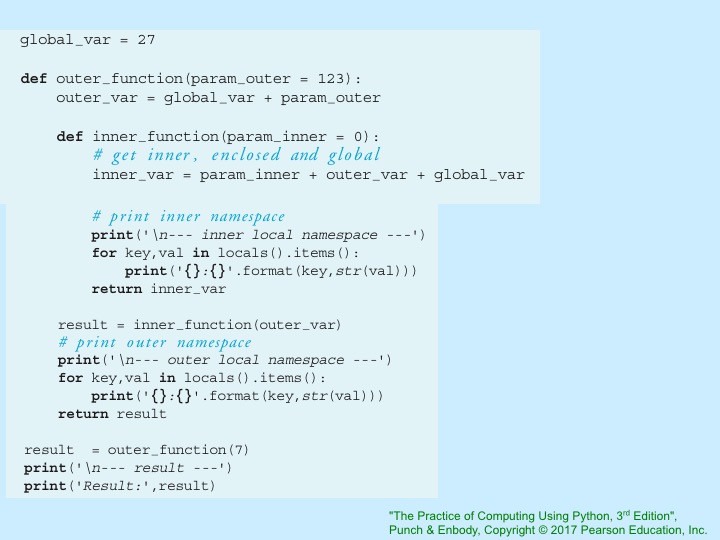 global_var = 27
def outer_function(param_outer = 123):
outer_var = global_var + param_outer
def inner_function(param_inner = 0):
# get inner, enclosed and global
inner_var = param_inner + outer_var + global_var
# print inner namespace
print('\n--- inner local namespace ---')
for key,val in locals().items():
print('{}:{}'.format(key,str(val)))
return inner_var
result = inner_function(outer_var)
# print outer namespace
print('\n--- outer local namespace ---')
for key,val in locals().items():
print('{}:{}'.format(key,str(val)))
return result
result  = outer_function(7)
print('\n--- result ---')
print('Result:',result)
"The Practice of Computing Using Python, 3rd Edition",
Punch & Enbody, Copyright © 2017 Pearson Education, Inc.